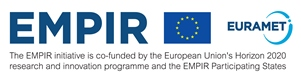 EMPIR
EURAMET
The EMPIR initiative is co-funded by the European Union's Horizon 2020
research and innovation programme and the EMPIR Participating States